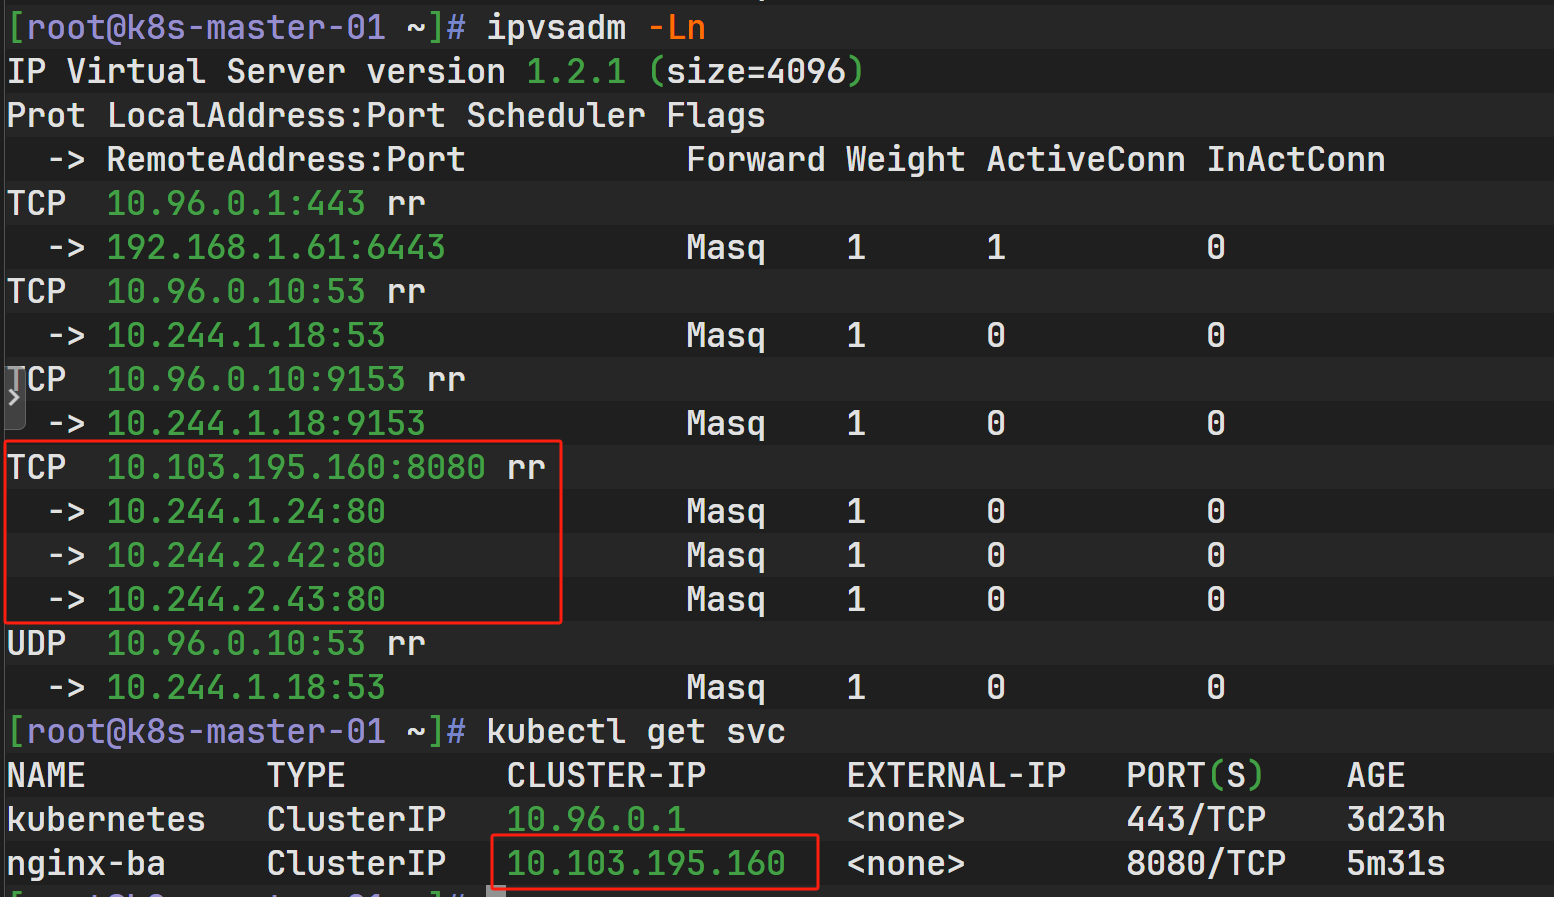 [root@k8s-master-01 ~]# ipvsadm -Ln
IP Virtual Server version 1.2.1 (size=4096)
Prot LocalAddress:Port Scheduler Flags
  -> RemoteAddress:Port           Forward Weight ActiveConn InActConn
TCP  10.96.0.1:443 rr
  -> 192.168.1.61:6443            Masq    1      1          0
TCP  10.96.0.10:53 rr
  -> 10.244.1.18:53               Masq    1      0          0
TCP  10.96.0.10:9153 rr
  -> 10.244.1.18:9153             Masq    1      0          0
TCP  10.103.195.160:8080 rr
  -> 10.244.1.24:80               Masq    1      0          0
  -> 10.244.2.42:80               Masq    1      0          0
  -> 10.244.2.43:80               Masq    1      0          0
UDP  10.96.0.10:53 rr
  -> 10.244.1.18:53               Masq    1      0          0
[root@k8s-master-01 ~]# kubectl get svc
NAME         TYPE        CLUSTER-IP       EXTERNAL-IP   PORT(S)    AGE
kubernetes   ClusterIP   10.96.0.1        <none>        443/TCP    3d23h
nginx-ba     ClusterIP   10.103.195.160   <none>        8080/TCP   5m31s